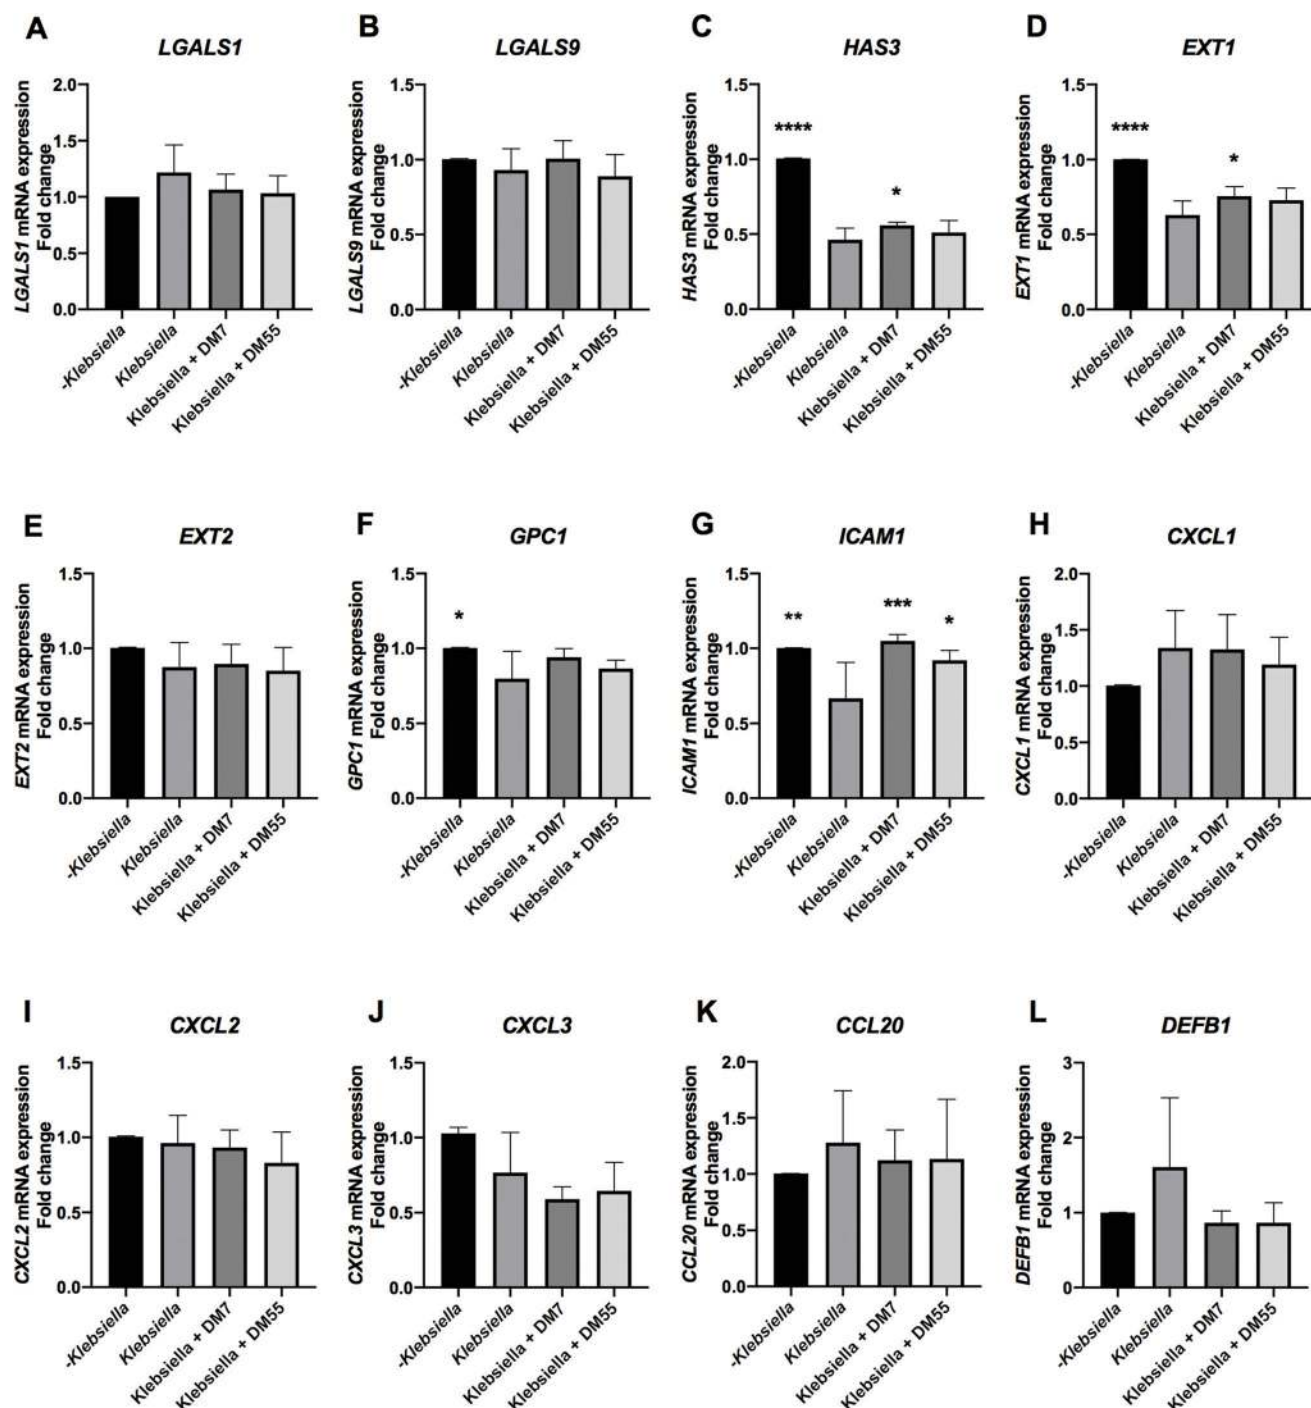 A
LGALS1
LGALS1 mRNA expression
Fold change
2.0
1.5
1.0
0.5
0.0
-Klebsiella
Klebsiella
Klebsiella + DM7
Klebsiella + DM55
B
LGALS9
LGALS9 mRNA expression
Fold change
1.5
1.0
0.5
0.0
-Klebsiella
Klebsiella
Klebsiella + DM7
Klebsiella + DM55
C
HAS3
HAS3 mRNA expression
Fold change
1.5
1.0
0.5
0.0
****
*
-Klebsiella
Klebsiella
Klebsiella + DM7
Klebsiella + DM55
D
EXT1
EXT1 mRNA expression
Fold change
1.5
1.0
0.5
0.0
****
*
-Klebsiella
Klebsiella
Klebsiella + DM7
Klebsiella + DM55
E
EXT2
EXT2 mRNA expression
Fold change
1.5
1.0
0.5
0.0
-Klebsiella
Klebsiella
Klebsiella + DM7
Klebsiella + DM55
F
GPC1
GPC1 mRNA expression
Fold change
1.5
1.0
0.5
0.0
*
-Klebsiella
Klebsiella
Klebsiella + DM7
Klebsiella + DM55
G
ICAM1
ICAM1 mRNA expression
Fold change
1.5
1.0
0.5
0.0
**
***
*
-Klebsiella
Klebsiella
Klebsiella + DM7
Klebsiella + DM55
H
CXCL1
CXCL1 mRNA expression
Fold change
2.0
1.5
1.0
0.5
0.0
-Klebsiella
Klebsiella
Klebsiella + DM7
Klebsiella + DM55
I
CXCL2
CXCL2 mRNA expression
Fold change
1.5
1.0
0.5
0.0
-Klebsiella
Klebsiella
Klebsiella + DM7
Klebsiella + DM55
J
CXCL3
CXCL3 mRNA expression
Fold change
1.5
1.0
0.5
0.0
-Klebsiella
Klebsiella
Klebsiella + DM7
Klebsiella + DM55
K
CCL20
CCL20 mRNA expression
Fold change
2.0
1.5
1.0
0.5
0.0
-Klebsiella
Klebsiella
Klebsiella + DM7
Klebsiella + DM55
L
DEFB1
DEFB1 mRNA expression
Fold change
3
2
1
0
-Klebsiella
Klebsiella
Klebsiella + DM7
Klebsiella + DM55